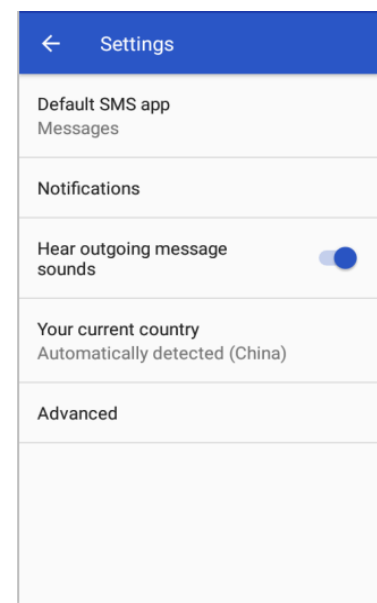 Settings
Default SMS app
Messages
Notifications
Hear outgoing message
sounds
Your current country
Automatically detected (China)
Advanced